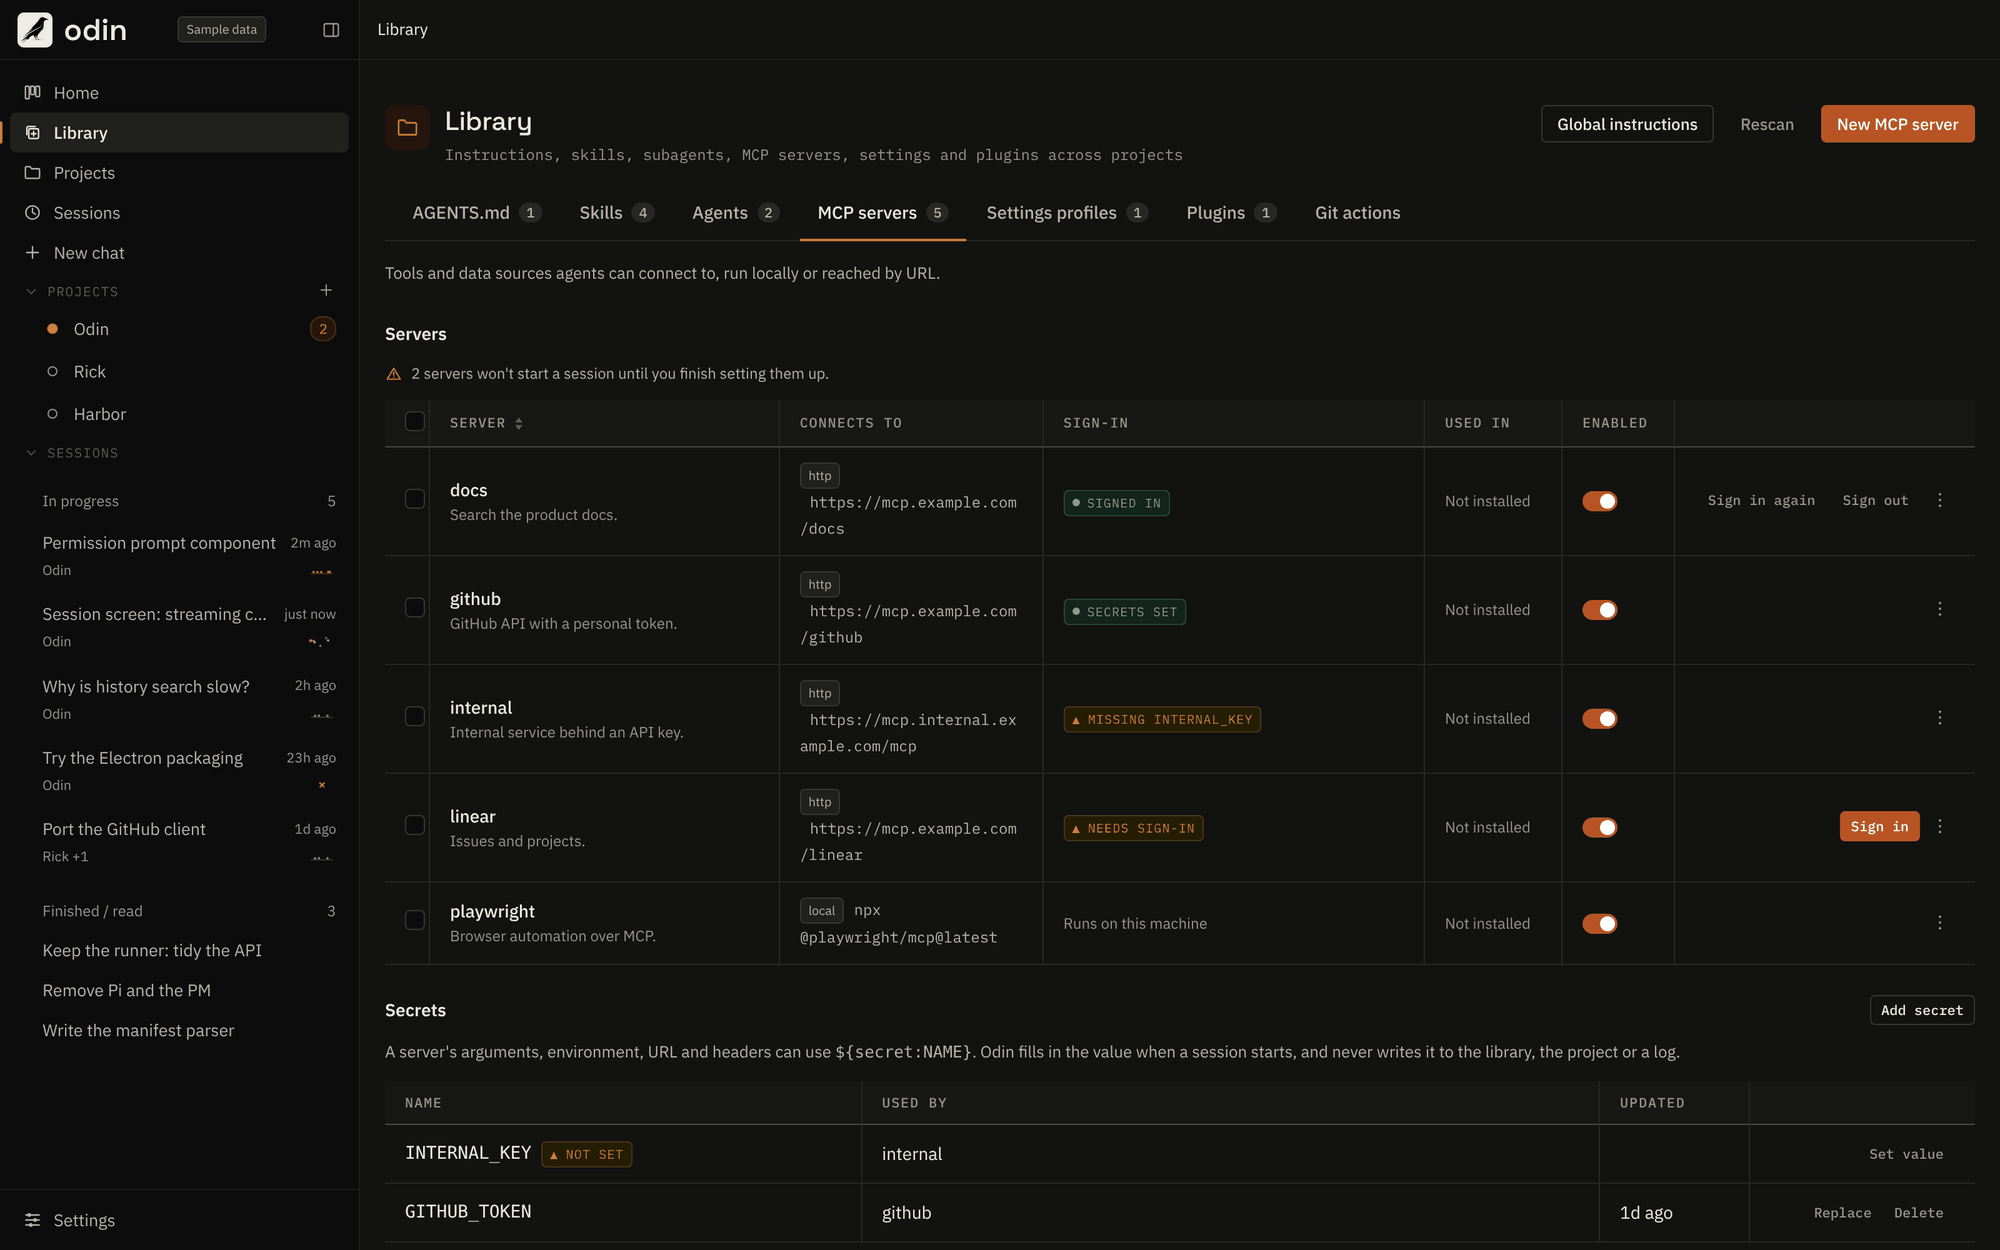 odin
Sample data
Library
Home
Library
Projects
Sessions
New chat
PROJECTS
Odin 2
Rick
Harbor
SESSIONS
In progress 5
Permission prompt component 2m ago
Odin
Session screen: streaming c... just now
Odin
Why is history search slow? 2h ago
Odin
Try the Electron packaging 23h ago
Odin
Port the GitHub client 1d ago
Rick +1
Finished / read 3
Keep the runner: tidy the API
Remove Pi and the PM
Write the manifest parser
Settings
Library
Instructions, skills, subagents, MCP servers, settings and plugins across projects
Global instructions Rescan New MCP server
AGENTS.md 1 Skills 4 Agents 2 MCP servers 5 Settings profiles 1 Plugins 1 Git actions
Tools and data sources agents can connect to, run locally or reached by URL.
Servers
2 servers won't start a session until you finish setting them up.
SERVER CONNECTS TO SIGN-IN USED IN ENABLED
docs
Search the product docs.
http
https://mcp.example.com
/docs
SIGNED IN
Not installed
Sign in again Sign out
github
GitHub API with a personal token.
http
https://mcp.example.com
/github
SECRETS SET
Not installed
internal
Internal service behind an API key.
http
https://mcp.internal.ex
ample.com/mcp
MISSING INTERNAL_KEY
Not installed
linear
Issues and projects.
http
https://mcp.example.com
/linear
NEEDS SIGN-IN
Not installed
Sign in
playwright
Browser automation over MCP.
local npx
@playwright/mcp@latest
Runs on this machine
Not installed
Secrets
Add secret
A server's arguments, environment, URL and headers can use ${secret:NAME}. Odin fills in the value when a session starts, and never writes it to the library, the project or a log.
NAME USED BY UPDATED
INTERNAL_KEY NOT SET internal Set value
GITHUB_TOKEN github 1d ago Replace Delete